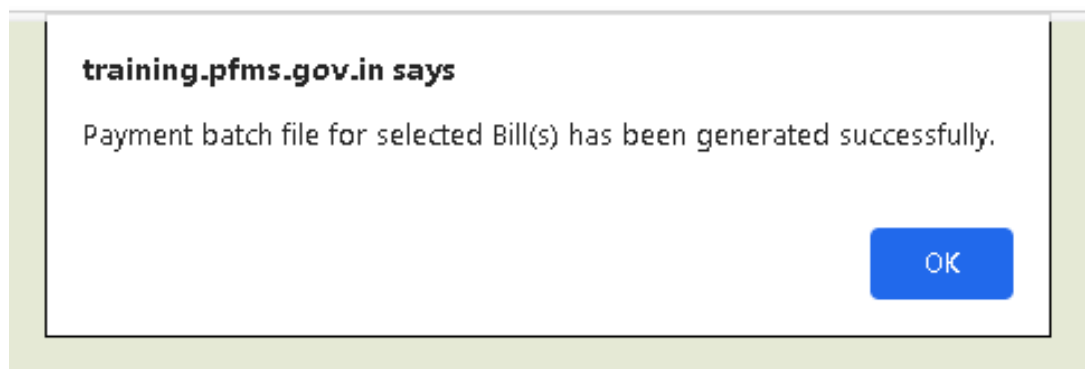 training.pfms.gov.in says
Payment batch file for selected Bill(s) has been generated successfully.
OK